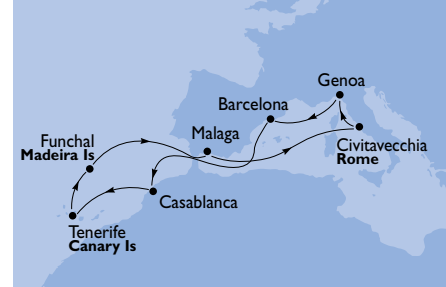 Genoa
Barcelona
Funchal
Madeira Is
Malaga
Civitavecchia
Rome
Casablanca
Tenerife
Canary Is